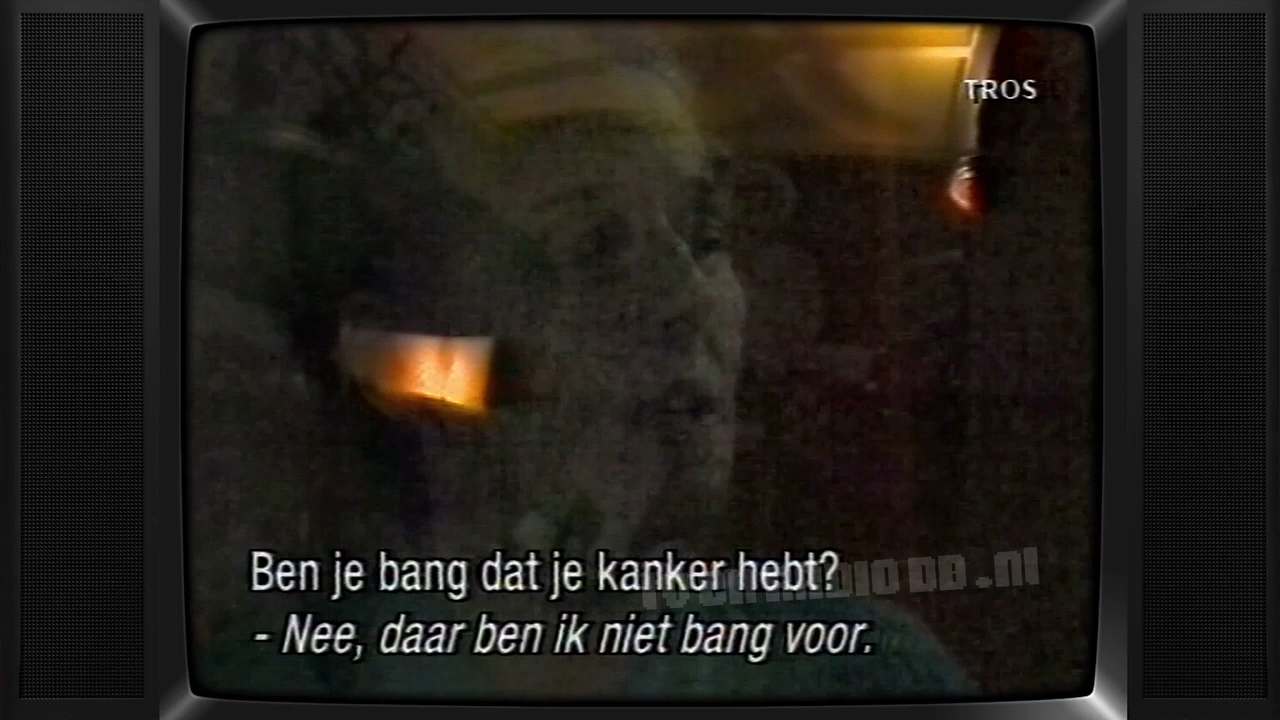 TROS
Ben je bang dat je kanker hebt?
- Nee, daar ben ik niet bang voor.